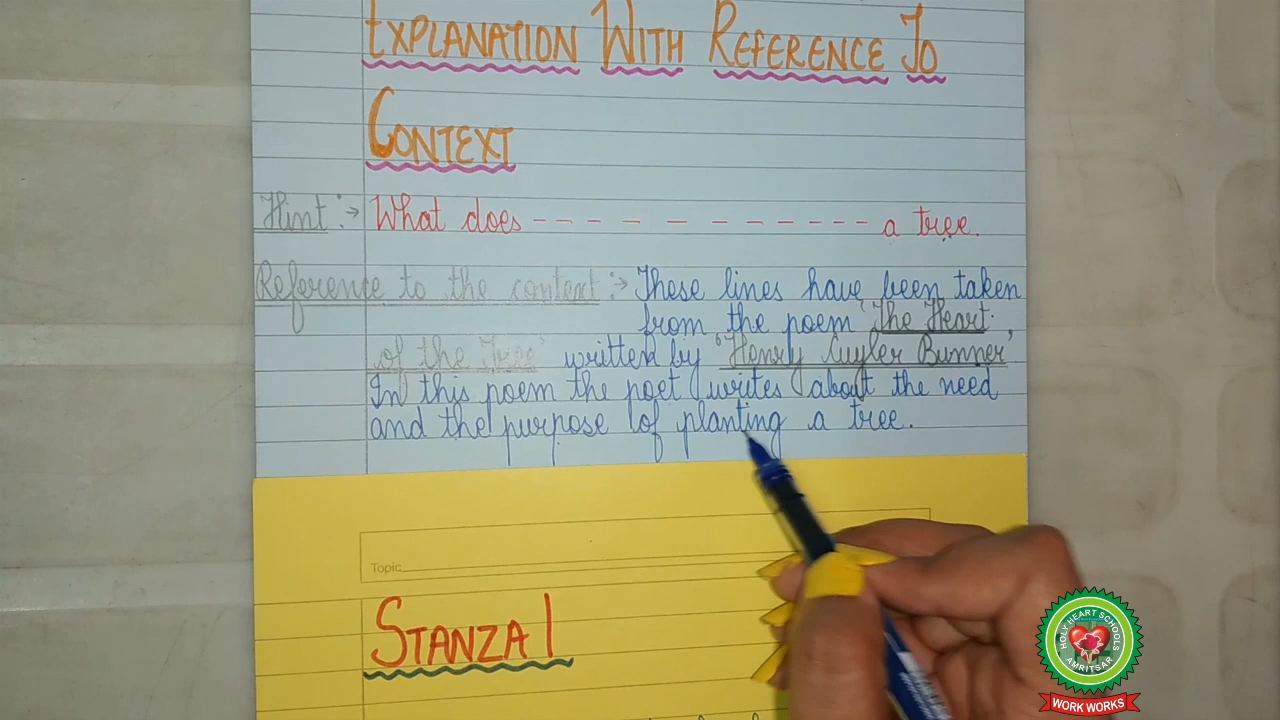 EXPLANATION WITH REFERENCE TO
CONTEXT
Hint :→ What does - - - - - - - - - - - - a tree.
Reference to the context :→ These lines have been taken
from the poem 'The Heart
of the Tree' written by 'Henry Cuyler Bunner'.
In this poem the poet writes about the need
and the purpose of planting a tree.
Topic
STANZA 1
HOLY HEART SCHOOLS
AMRITSAR
WORK WORKS